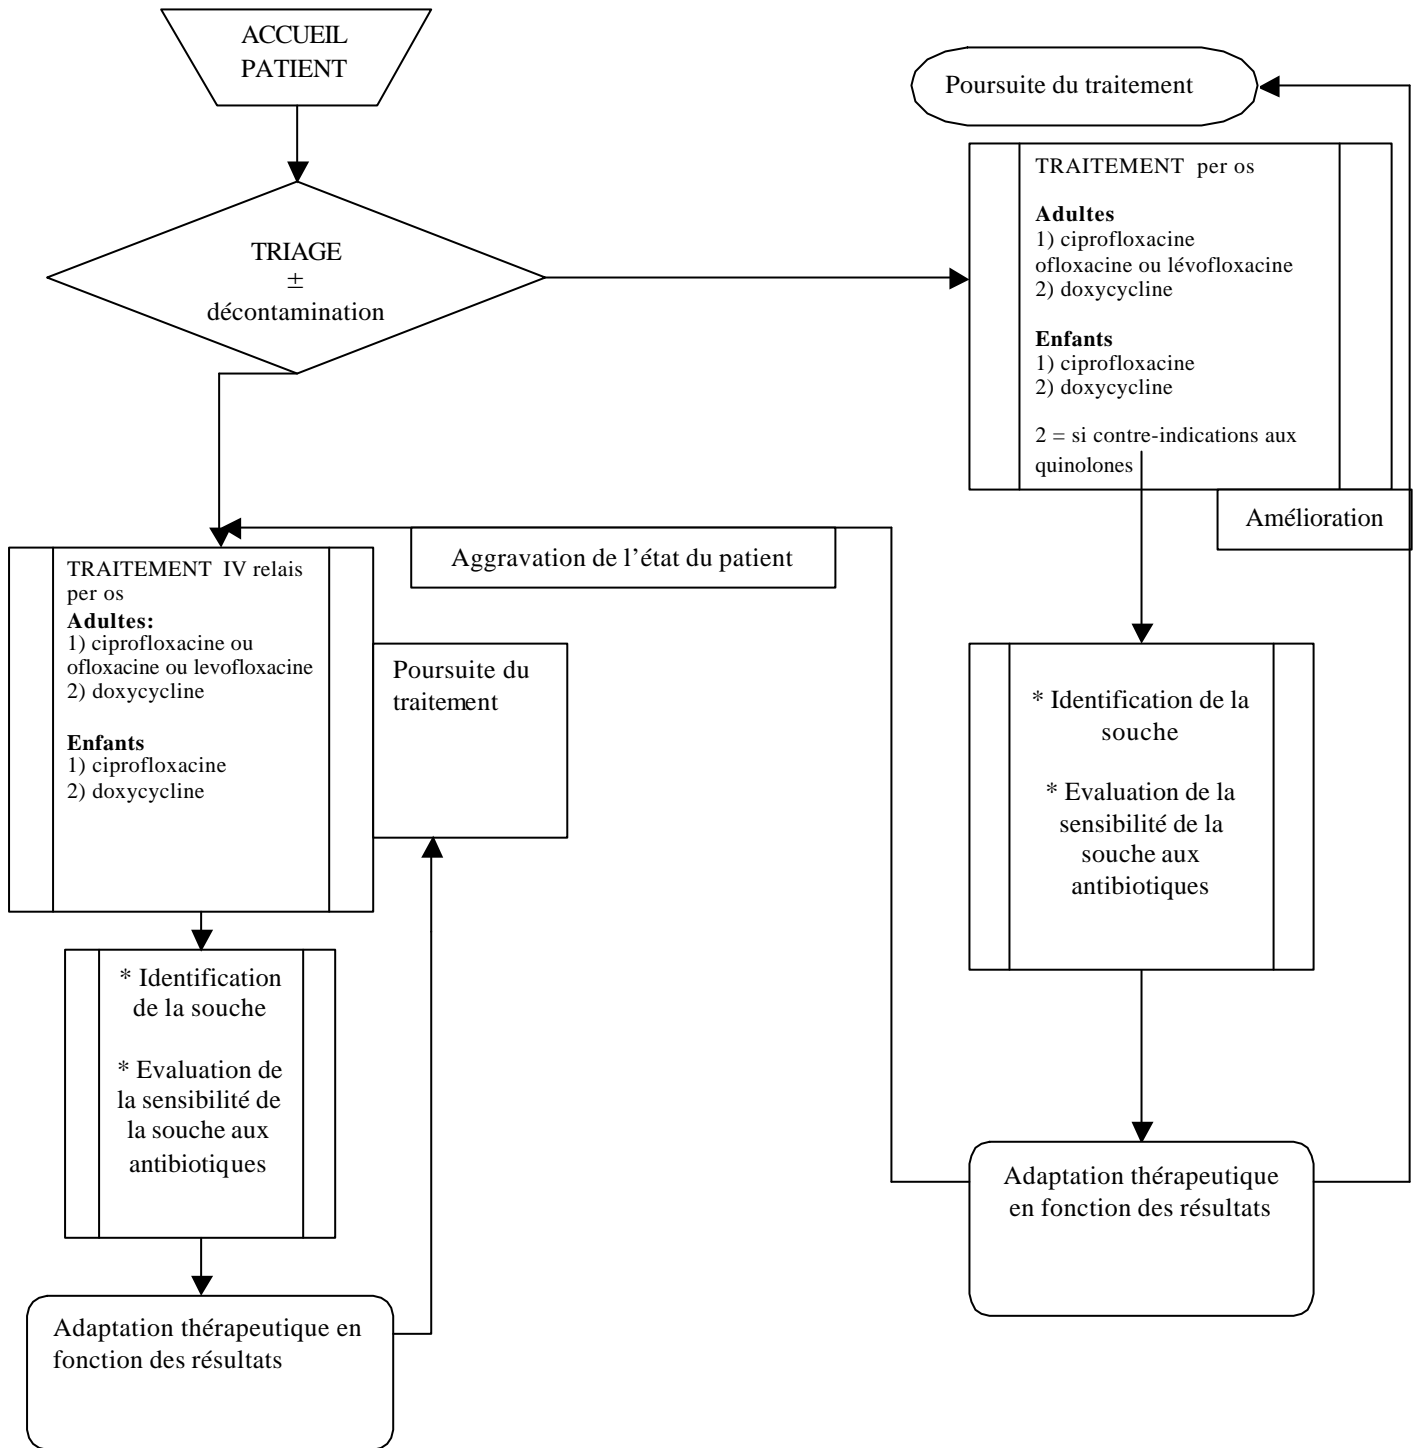 ACCUEIL
PATIENT
Poursuite du traitement
TRIAGE
±
décontamination
TRAITEMENT per os
Adultes
1) ciprofloxacine
ofloxacine ou lévofloxacine
2) doxycycline
Enfants
1) ciprofloxacine
2) doxycycline
2 = si contre-indications aux
quinolones
Amélioration
Aggravation de l'état du patient
TRAITEMENT IV relais
per os
Adultes:
1) ciprofloxacine ou
ofloxacine ou levofloxacine
2) doxycycline
Enfants
1) ciprofloxacine
2) doxycycline
Poursuite du
traitement
* Identification de la
souche
* Evaluation de la
sensibilité de la
souche aux
antibiotiques
* Identification
de la souche
* Evaluation de
la sensibilité de
la souche aux
antibiotiques
Adaptation thérapeutique
en fonction des résultats
Adaptation thérapeutique en
fonction des résultats